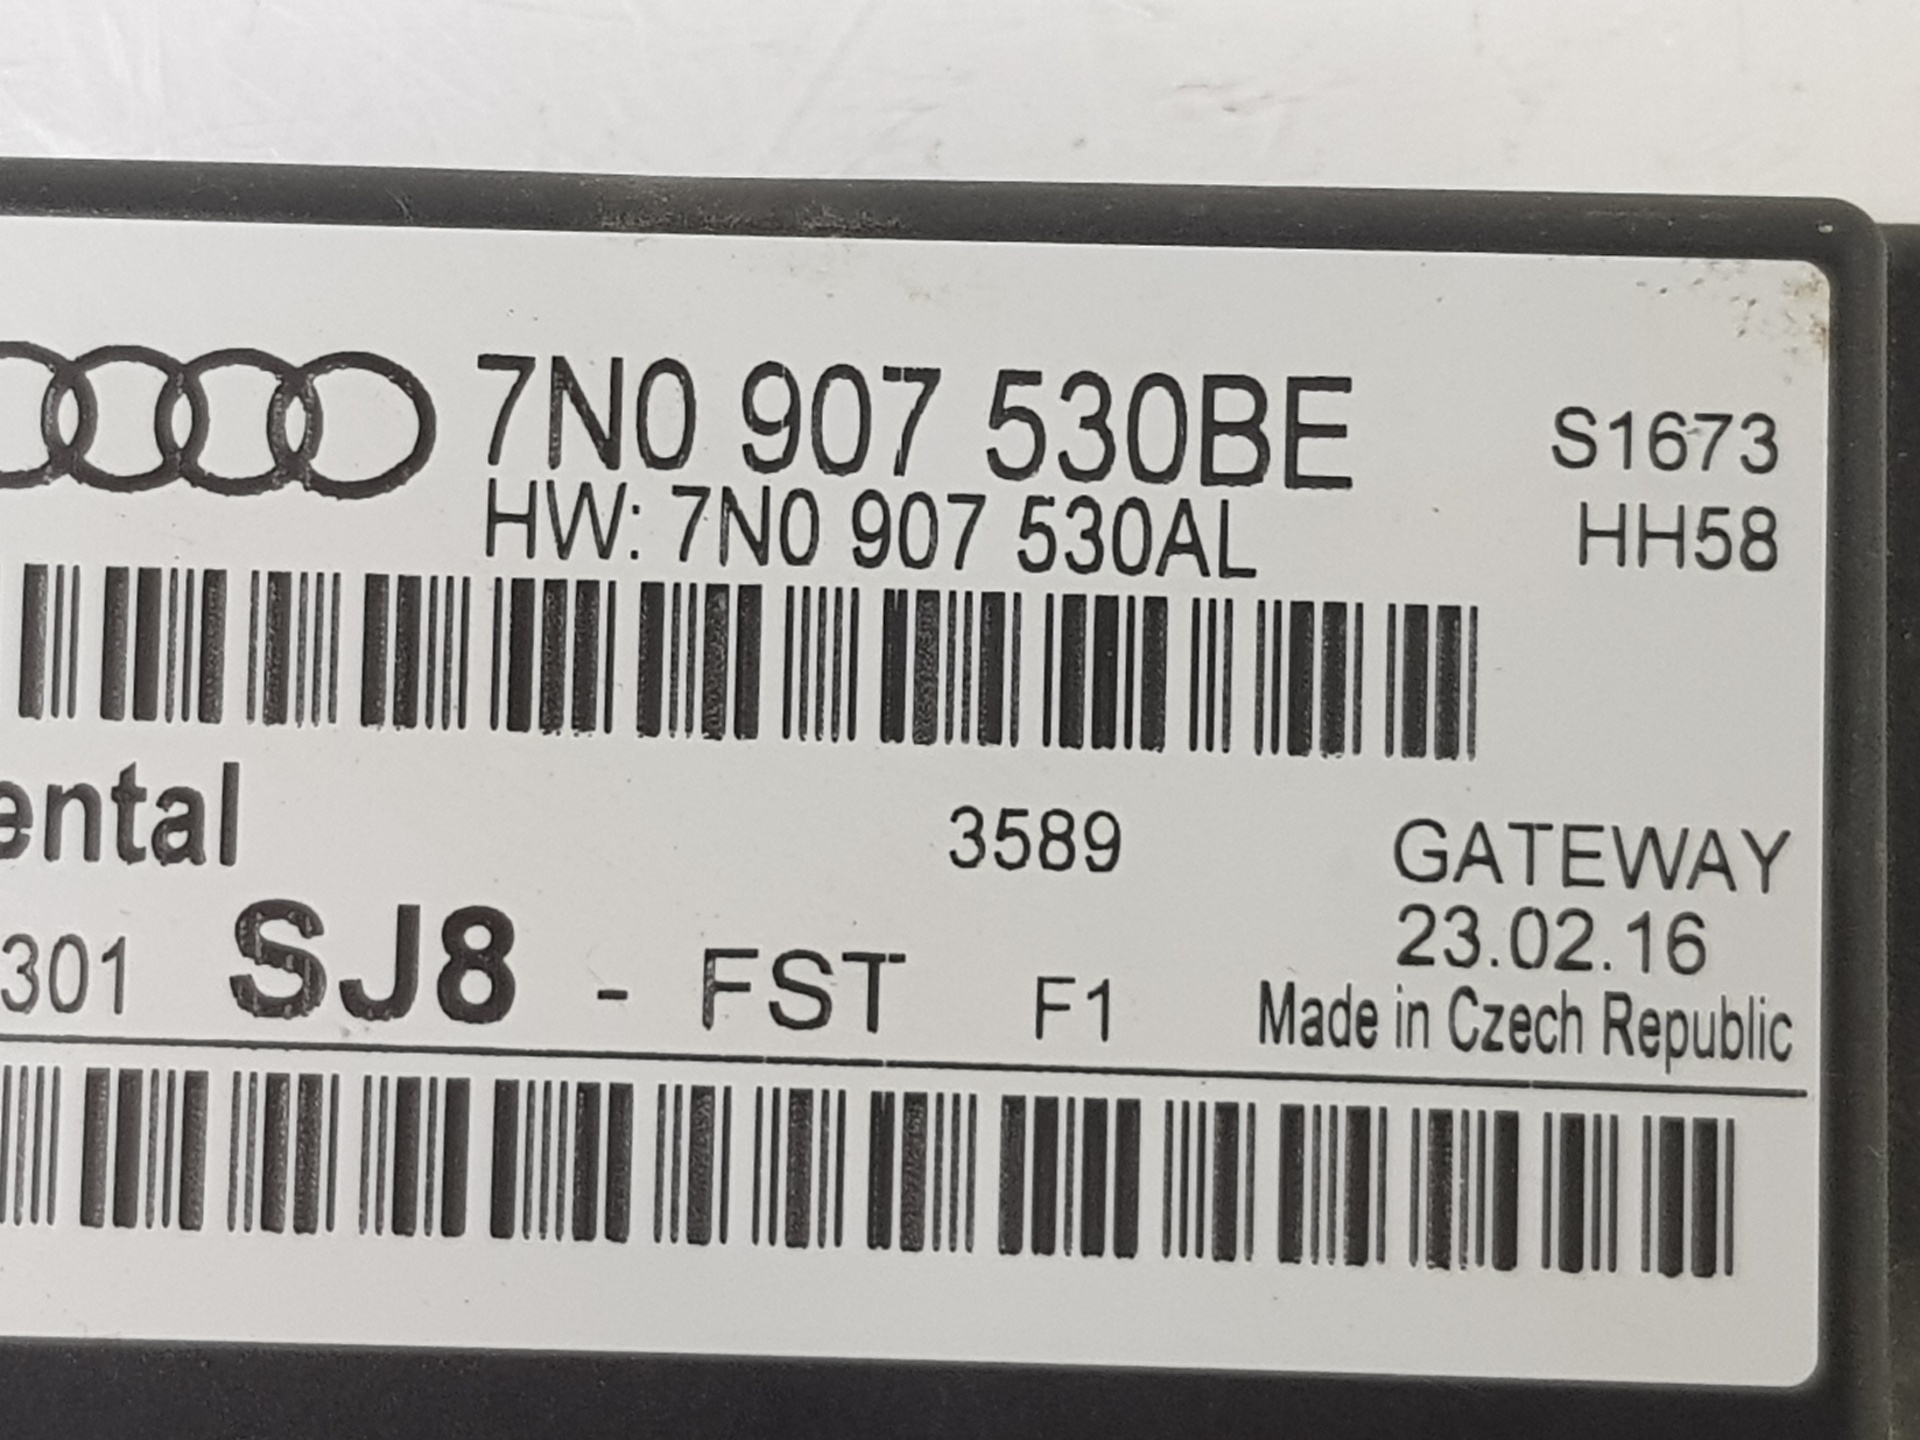 7N0 907 530BE S1673
HW: 7N0 907 530AL HH58
ental 3589 GATEWAY
23.02.16
301 SJ8 - FST F1 Made in Czech Republic